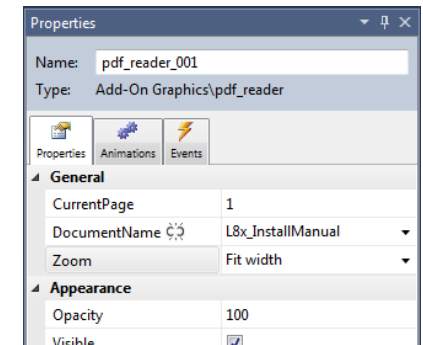 Properties
Name: pdf_reader_001
Type: Add-On Graphics\pdf_reader
Properties Animations Events
General
CurrentPage 1
DocumentName L8x_InstallManual
Zoom Fit width
Appearance
Opacity 100
Visible